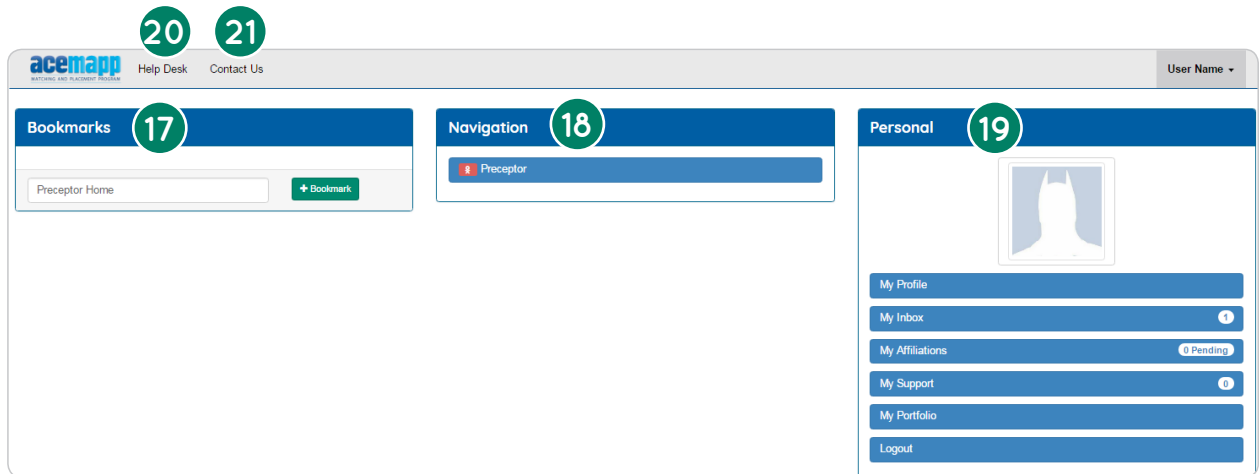 20 21
acemapp Help Desk Contact Us User Name
MATCHING AND PLACEMENT PROGRAM
Bookmarks 17
Preceptor Home + Bookmark
Navigation 18
Preceptor
Personal 19
My Profile
My Inbox 1
My Affiliations 0 Pending
My Support 0
My Portfolio
Logout